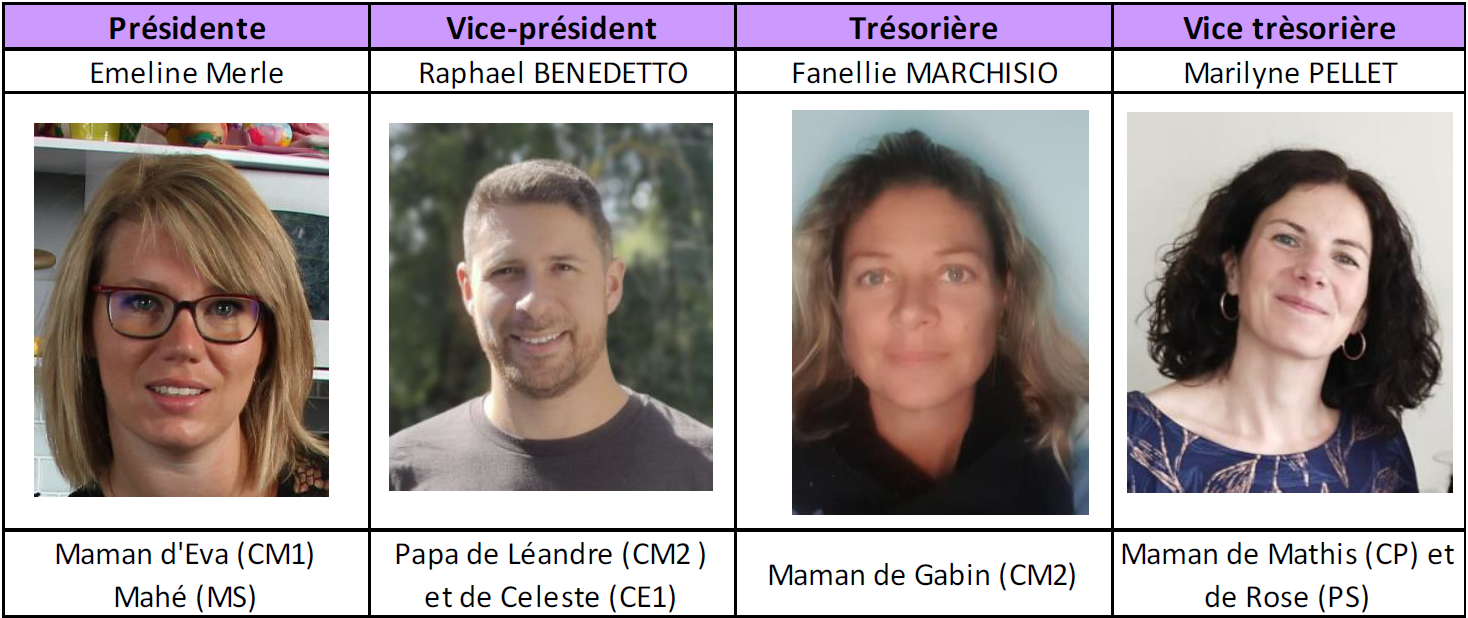 Présidente
Vice-président
Trésorière
Vice trèsorière
Emeline Merle
Raphael BENEDETTO
Fanellie MARCHISIO
Marilyne PELLET
Maman d'Eva (CM1)
Mahé (MS)
Papa de Léandre (CM2 )
et de Celeste (CE1)
Maman de Gabin (CM2)
Maman de Mathis (CP) et
de Rose (PS)